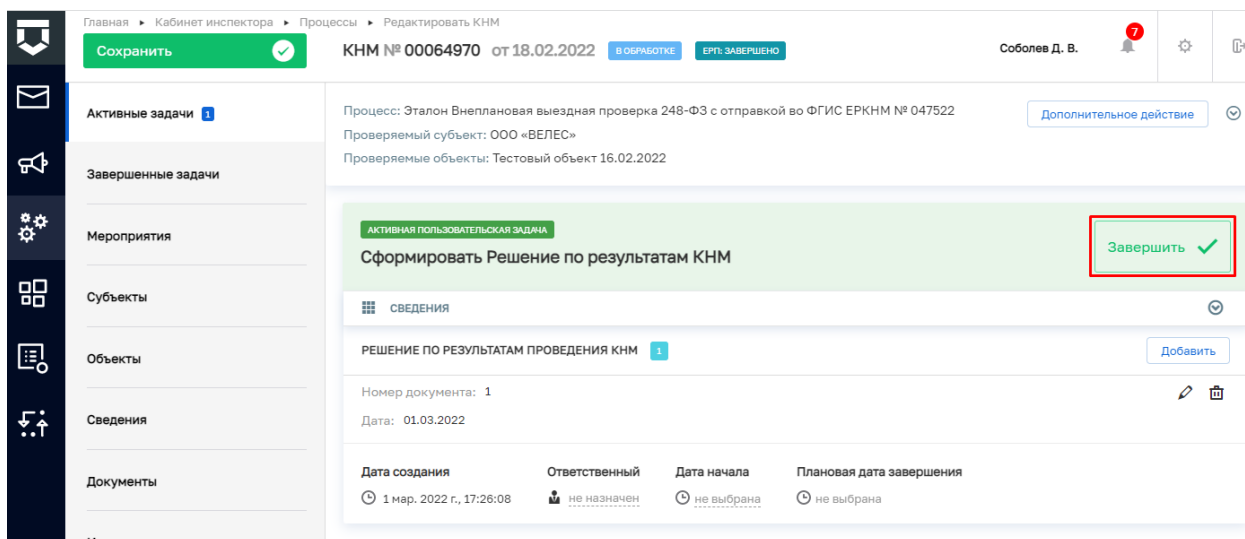 Главная ▸ Кабинет инспектора ▸ Процессы ▸ Редактировать КНМ
Сохранить
КНМ № 00064970 от 18.02.2022 В ОБРАБОТКЕ ЕРП: ЗАВЕРШЕНО
Соболев Д. В.
7
Активные задачи 1
Завершенные задачи
Мероприятия
Субъекты
Объекты
Сведения
Документы
Процесс: Эталон Внеплановая выездная проверка 248-ФЗ с отправкой во ФГИС ЕРКНМ № 047522
Дополнительное действие
Проверяемый субъект: ООО «ВЕЛЕС»
Проверяемые объекты: Тестовый объект 16.02.2022
АКТИВНАЯ ПОЛЬЗОВАТЕЛЬСКАЯ ЗАДАЧА
Сформировать Решение по результатам КНМ
Завершить
СВЕДЕНИЯ
РЕШЕНИЕ ПО РЕЗУЛЬТАТАМ ПРОВЕДЕНИЯ КНМ 1
Добавить
Номер документа: 1
Дата: 01.03.2022
Дата создания Ответственный Дата начала Плановая дата завершения
1 мар. 2022 г., 17:26:08 не назначен не выбрана не выбрана